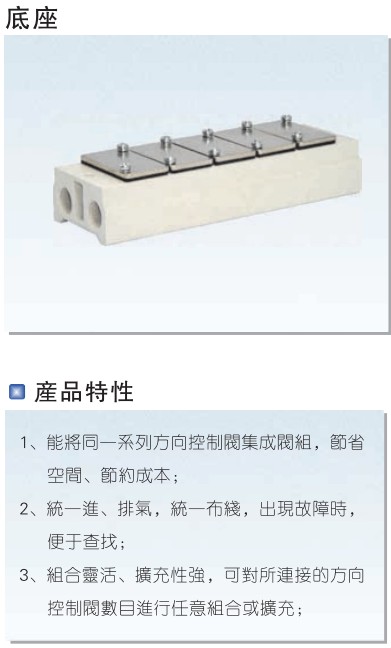 底座
産品特性
1、能將同一系列方向控制閥集成閥組，節省
空間、節約成本；
2、統一進、排氣，統一布綫，出現故障時，
便于查找；
3、組合靈活、擴充性強，可對所連接的方向
控制閥數目進行任意組合或擴充；